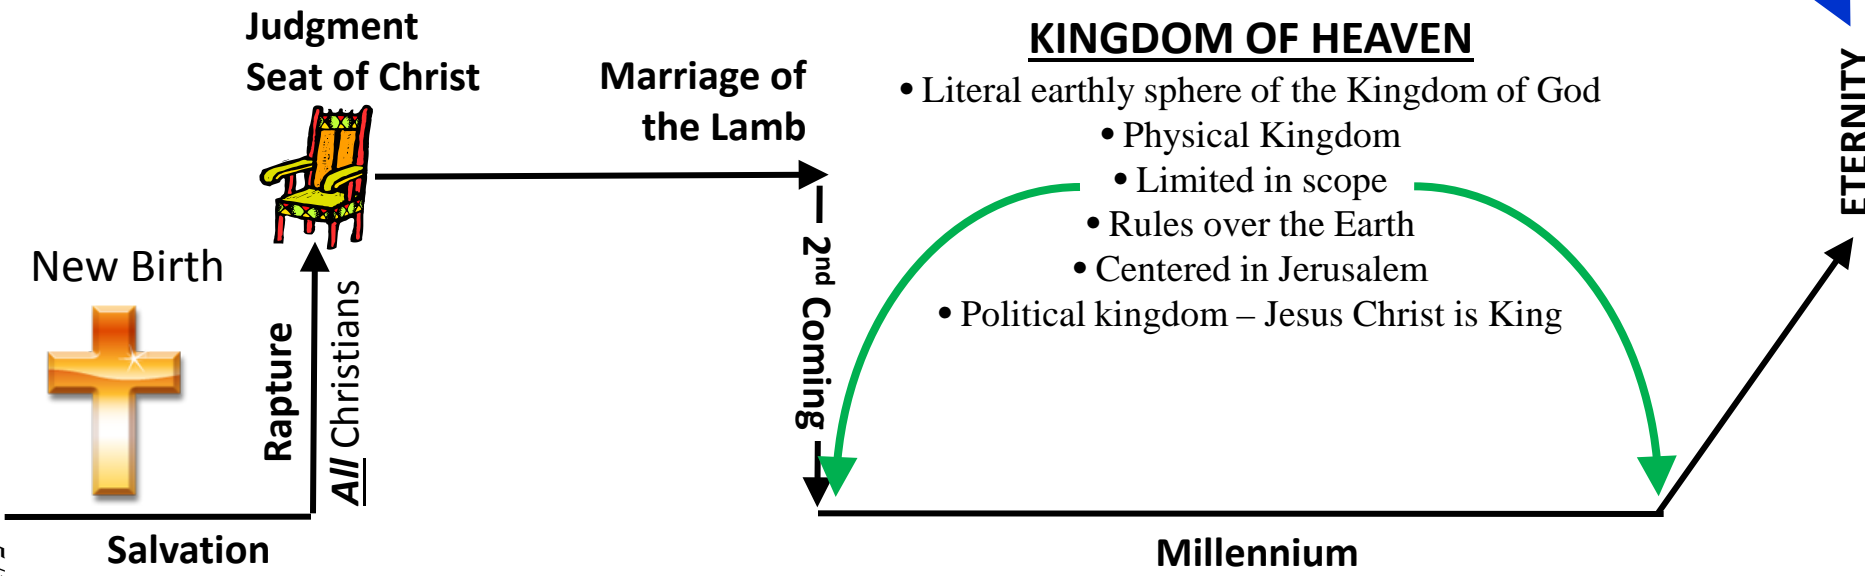 Judgment
Seat of Christ
Marriage of
the Lamb
KINGDOM OF HEAVEN
• Literal earthly sphere of the Kingdom of God
• Physical Kingdom
• Limited in scope
• Rules over the Earth
• Centered in Jerusalem
• Political kingdom – Jesus Christ is King
New Birth
Rapture
All Christians
2nd Coming
ETERNITY
Salvation
Millennium